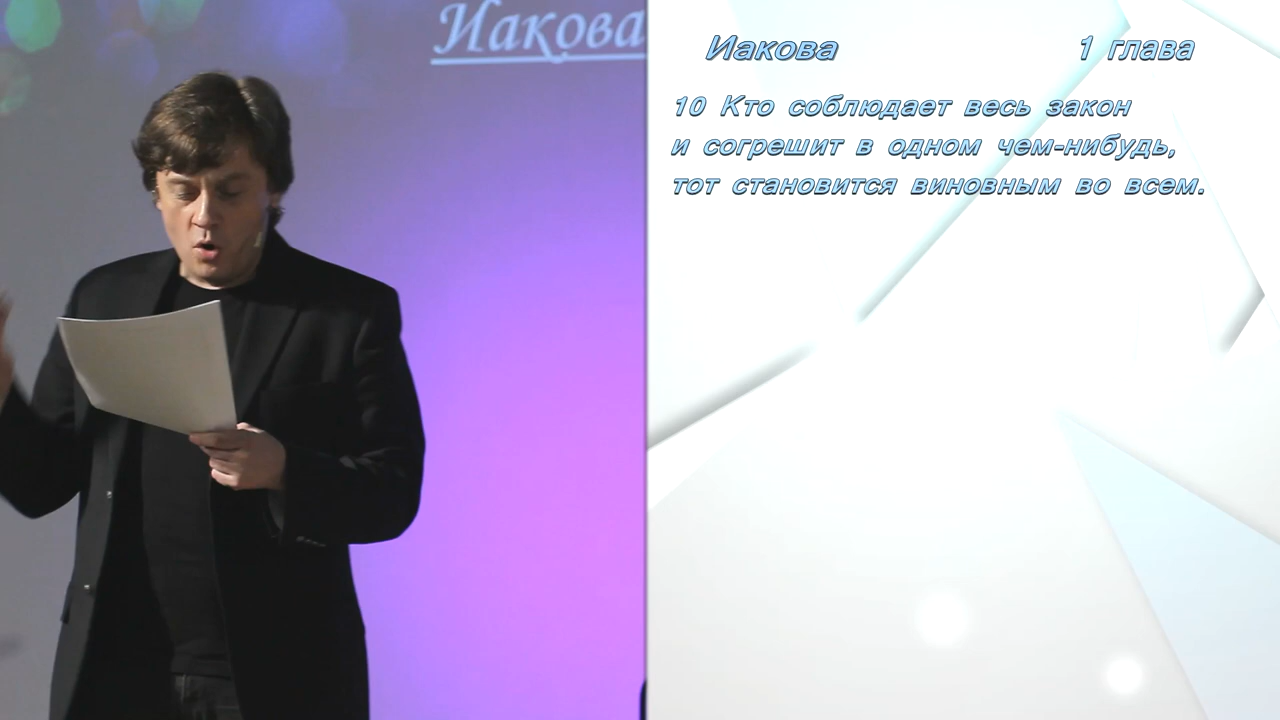 Иакова
Иакова 1 глава
10 Кто соблюдает весь закон
и согрешит в одном чем-нибудь,
тот становится виновным во всем.